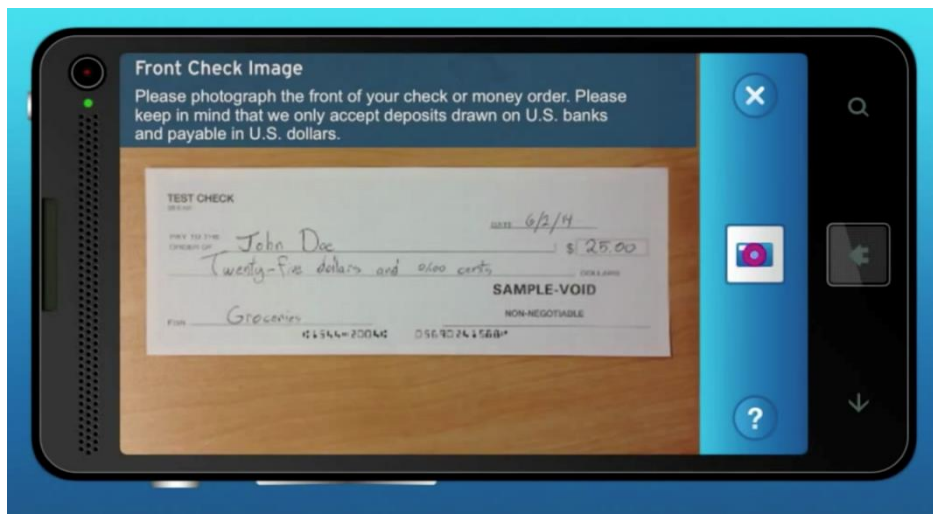 Front Check Image
Please photograph the front of your check or money order. Please
keep in mind that we only accept deposits drawn on U.S. banks
and payable in U.S. dollars.
TEST CHECK
DATE 6/2/14
PAY TO THE
ORDER OF John Doe $ 25.00
Twenty-five dollars and 0/00 cents DOLLARS
SAMPLE-VOID
FOR Groceries NON-NEGOTIABLE
?